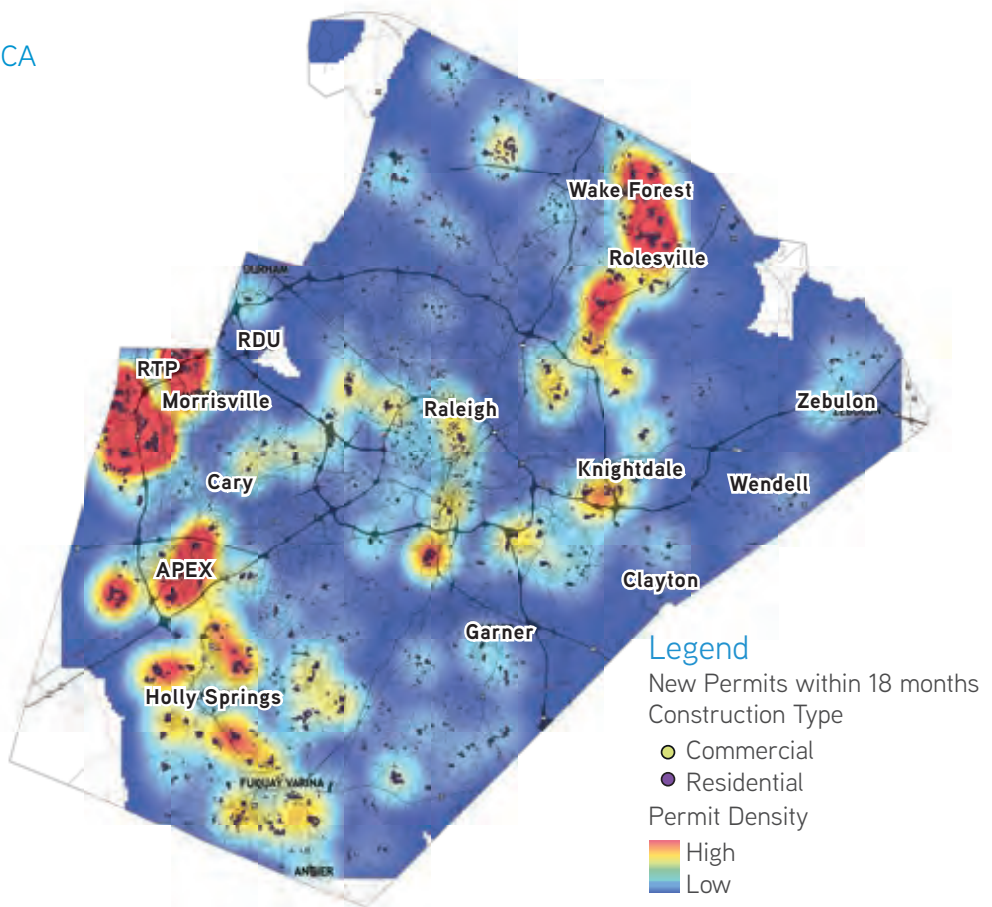 CA
Wake Forest
Rolesville
DURHAM
RDU
RTP
Morrisville
Raleigh
Zebulon
ZEBULON
Knightdale
Wendell
Cary
APEX
Clayton
Garner
Holly Springs
FUQUAY VARINA
ANGIER
Legend
New Permits within 18 months
Construction Type
Commercial
Residential
Permit Density
High
Low